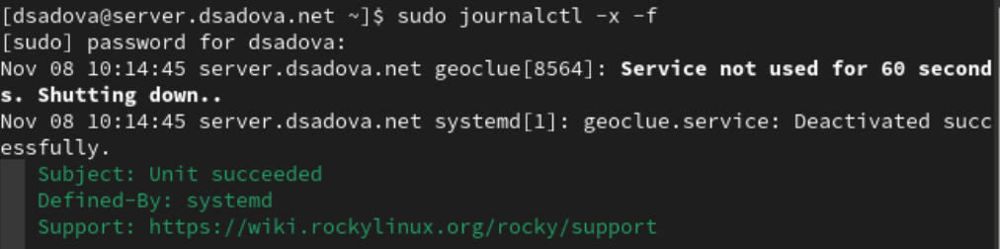 [dsadova@server.dsadova.net ~]$ sudo journalctl -x -f
[sudo] password for dsadova:
Nov 08 10:14:45 server.dsadova.net geoclue[8564]: Service not used for 60 second
s. Shutting down..
Nov 08 10:14:45 server.dsadova.net systemd[1]: geoclue.service: Deactivated succ
essfully.
Subject: Unit succeeded
Defined-By: systemd
Support: https://wiki.rockylinux.org/rocky/support